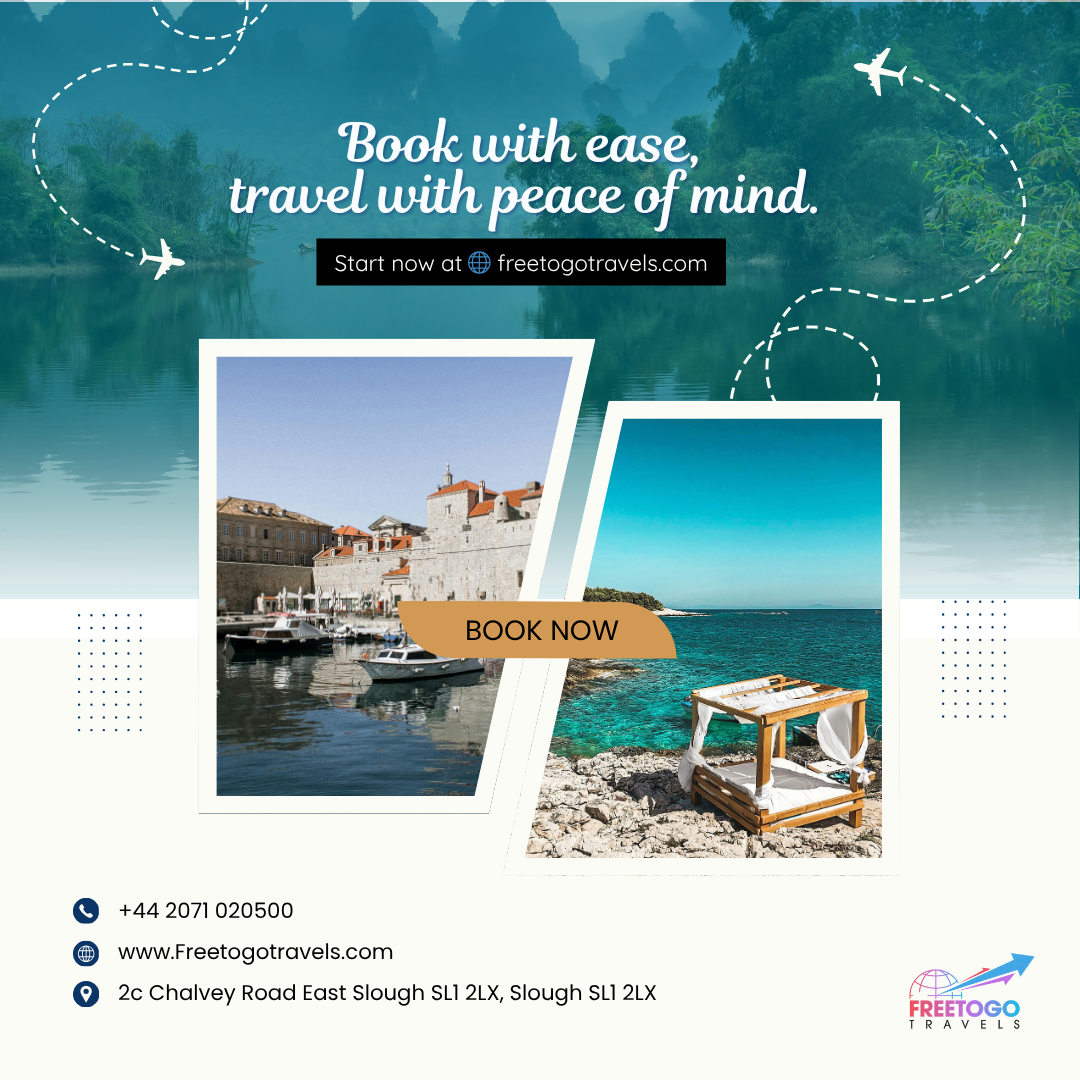 Book with ease,
travel with peace of mind.
Start now at freetogotravels.com
BOOK NOW
+44 2071 020500
www.Freetogotravels.com
2c Chalvey Road East Slough SL1 2LX, Slough SL1 2LX
FREETOGO
TRAVELS